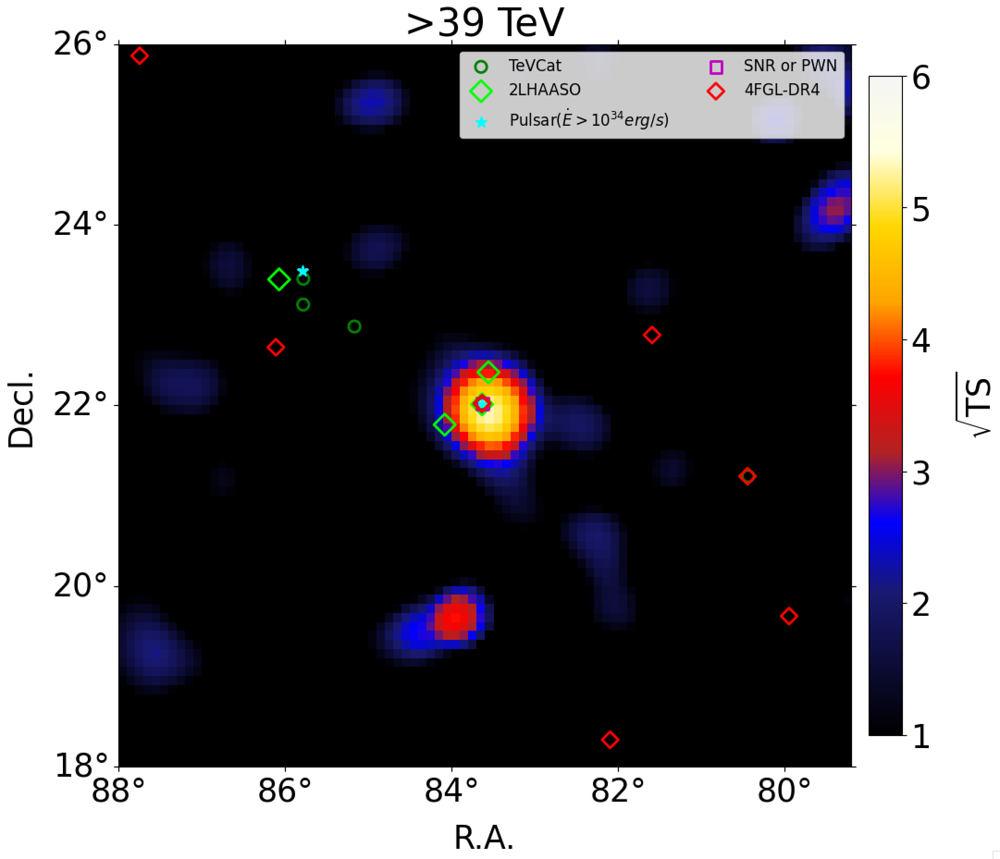 >39 TeV
TeVCat
2LHAASO
Pulsar(Ė > 10³⁴erg/s)
SNR or PWN
4FGL-DR4
26°
24°
22°
20°
18°
Decl.
88°
86°
84°
82°
80°
R.A.
6
5
4
3
2
1
√TS